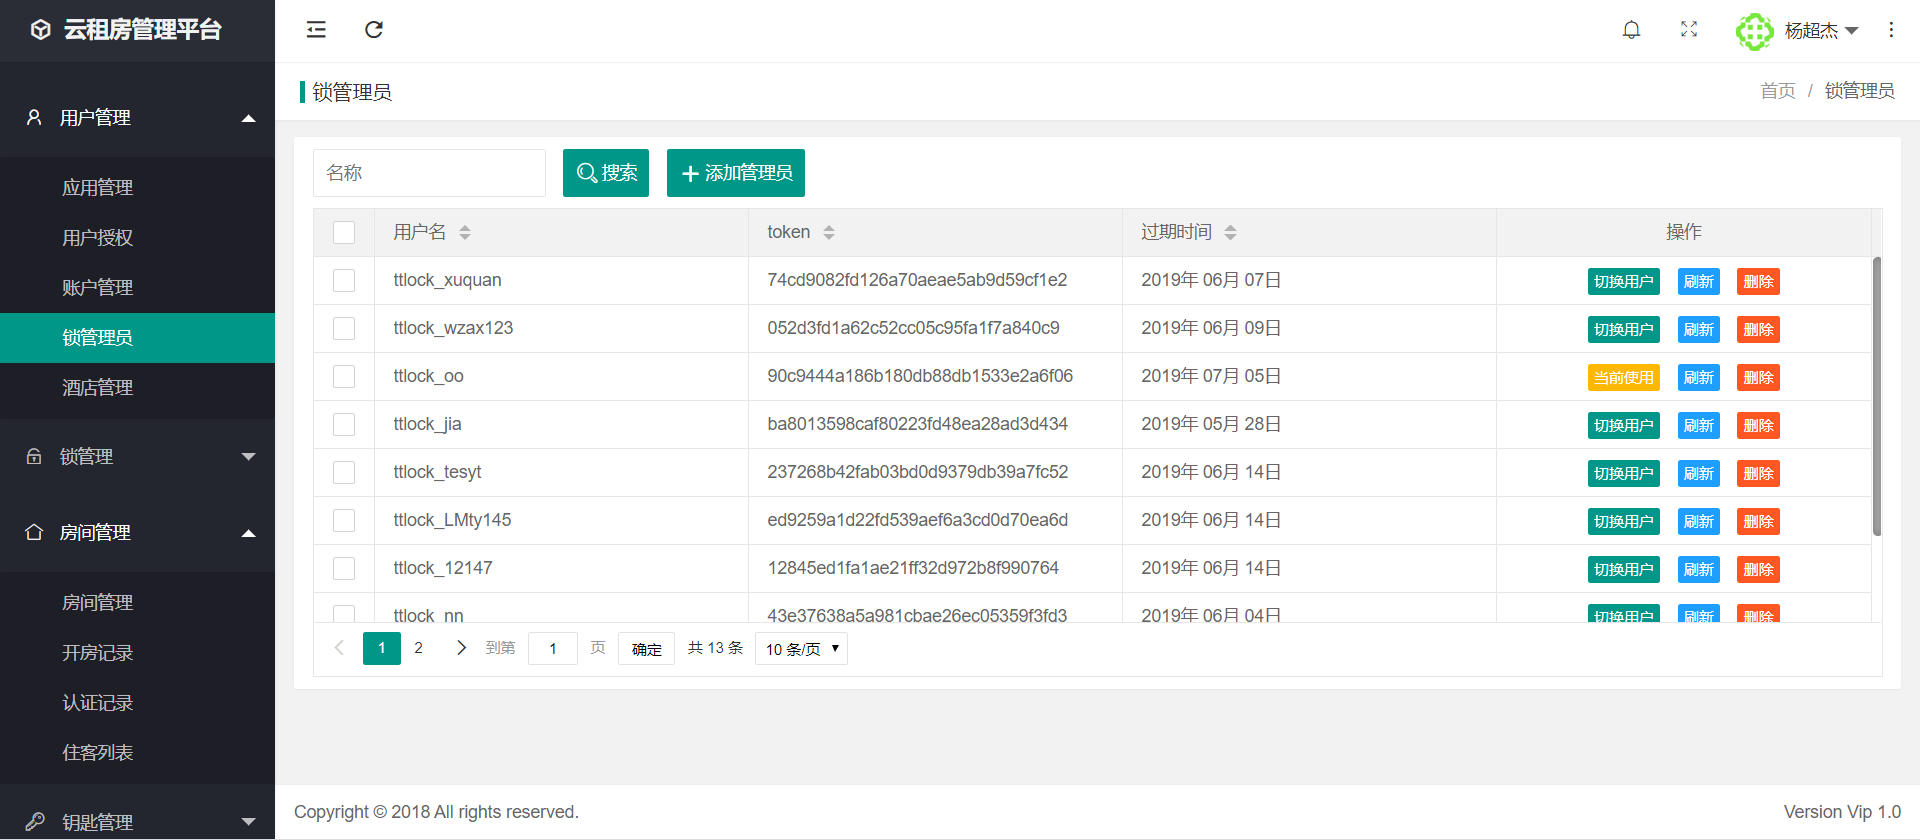 云租房管理平台
杨超杰
用户管理
应用管理
用户授权
账户管理
锁管理员
酒店管理
锁管理
房间管理
房间管理
开房记录
认证记录
住客列表
钥匙管理
锁管理员
首页 / 锁管理员
名称 搜索 添加管理员
用户名 token 过期时间 操作
ttlock_xuquan 74cd9082fd126a70aeae5ab9d59cf1e2 2019年 06月 07日 切换用户 刷新 删除
ttlock_wzax123 052d3fd1a62c52cc05c95fa1f7a840c9 2019年 06月 09日 切换用户 刷新 删除
ttlock_oo 90c9444a186b180db88db1533e2a6f06 2019年 07月 05日 当前使用 刷新 删除
ttlock_jia ba8013598caf80223fd48ea28ad3d434 2019年 05月 28日 切换用户 刷新 删除
ttlock_tesyt 237268b42fab03bd0d9379db39a7fc52 2019年 06月 14日 切换用户 刷新 删除
ttlock_LMty145 ed9259a1d22fd539aef6a3cd0d70ea6d 2019年 06月 14日 切换用户 刷新 删除
ttlock_12147 12845ed1fa1ae21ff32d972b8f990764 2019年 06月 14日 切换用户 刷新 删除
ttlock_nn 43e37638a5a981cbae26ec05359f3fd3 2019年 06月 04日 切换用户 刷新 删除
1 2 到第 1 页 确定 共 13 条 10 条/页
Copyright © 2018 All rights reserved.
Version Vip 1.0